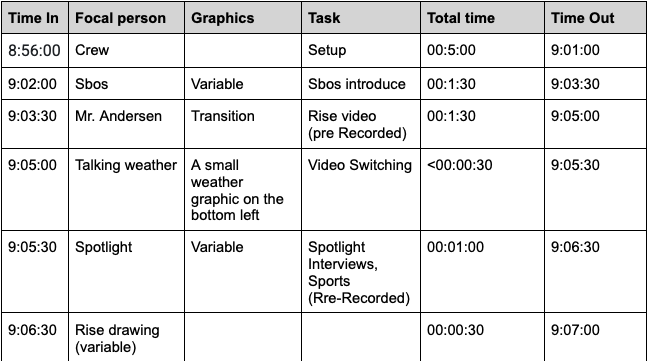 Time In Focal person Graphics Task Total time Time Out
8:56:00 Crew Setup 00:5:00 9:01:00
9:02:00 Sbos Variable Sbos introduce 00:1:30 9:03:30
9:03:30 Mr. Andersen Transition Rise video 00:1:30 9:05:00
(pre Recorded)
9:05:00 Talking weather A small Video Switching <00:00:30 9:05:30
weather
graphic on the
bottom left
9:05:30 Spotlight Variable Spotlight 00:01:00 9:06:30
Interviews,
Sports
(Rre-Recorded)
9:06:30 Rise drawing 00:00:30 9:07:00
(variable)